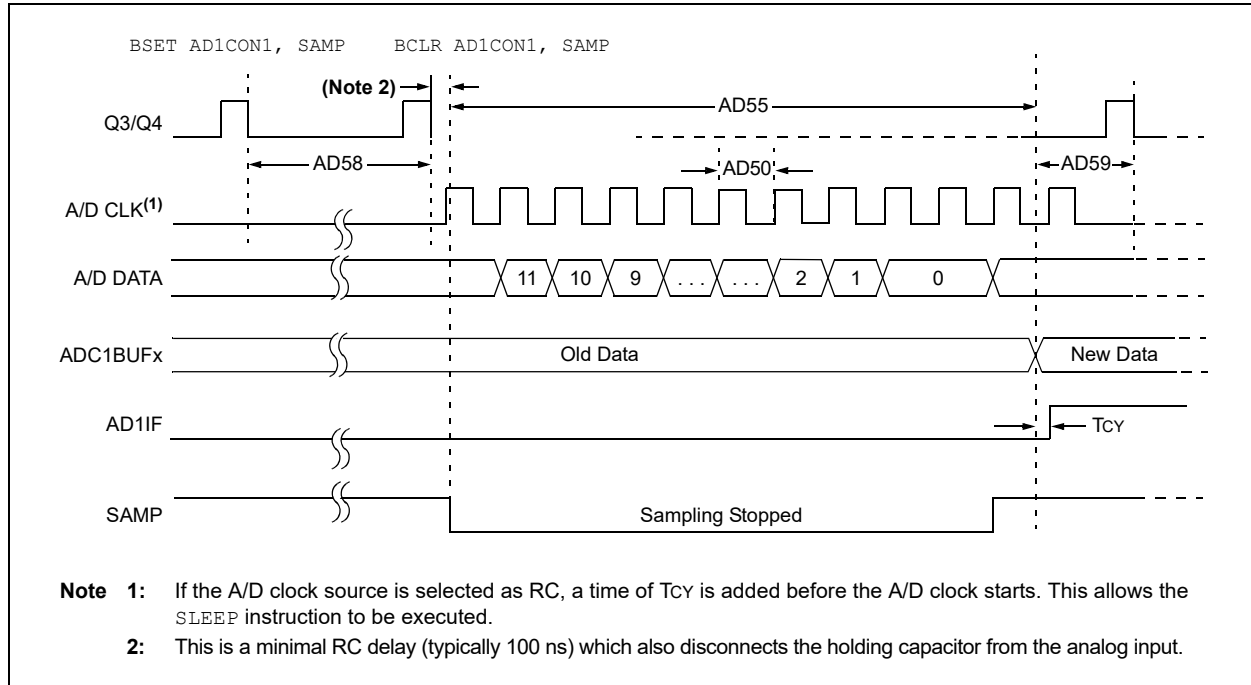 BSET AD1CON1, SAMP BCLR AD1CON1, SAMP
(Note 2)
AD55
Q3/Q4
AD58
AD50
AD59
A/D CLK(1)
A/D DATA
11 10 9 . . . . . . 2 1 0
ADC1BUFx
Old Data
New Data
AD1IF
TCY
SAMP
Sampling Stopped
Note 1: If the A/D clock source is selected as RC, a time of TCY is added before the A/D clock starts. This allows the
SLEEP instruction to be executed.
2: This is a minimal RC delay (typically 100 ns) which also disconnects the holding capacitor from the analog input.